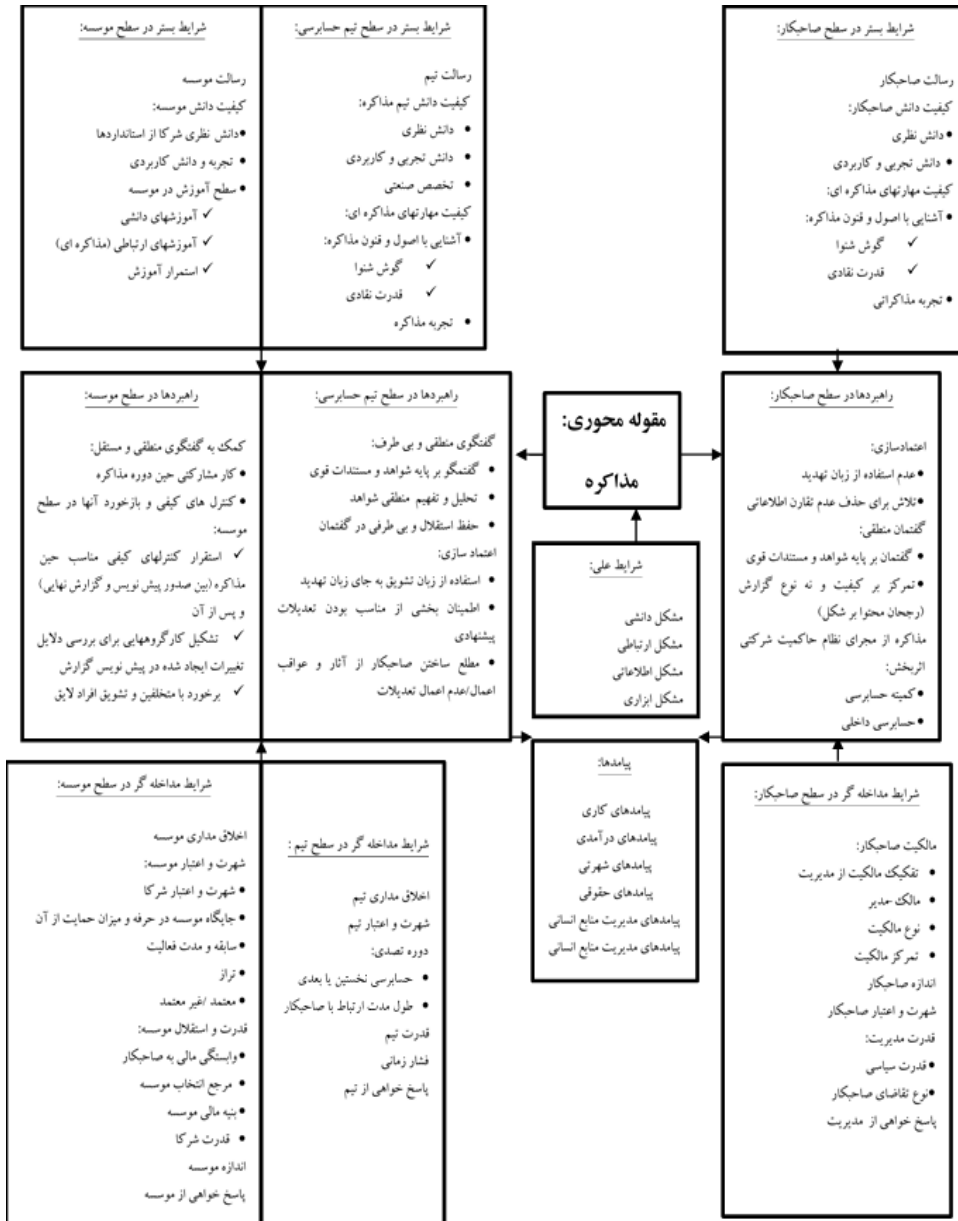 شرایط بستر در سطح صاحبکار:
رسالت صاحبکار
کیفیت دانش صاحبکار:
•دانش نظری
• دانش تجربی و کاربردی
کیفیت مهارتهای مذاکره ای:
• آشنایی با اصول و فنون مذاکره:
✓ گوش شنوا
✓ قدرت نقادی
•تجربه مذاکراتی
شرایط بستر در سطح تیم حسابرسی:
رسالت تیم
کیفیت دانش تیم مذاکره:
• دانش نظری
• دانش تجربی و کاربردی
• تخصص صنعتی
کیفیت مهارتهای مذاکره ای:
• آشنایی با اصول و فنون مذاکره:
✓ گوش شنوا
✓ قدرت نقادی
• تجربه مذاکره
شرایط بستر در سطح موسسه:
رسالت موسسه
کیفیت دانش موسسه:
•دانش نظری شرکا از استانداردها
• تجربه و دانش کاربردی
• سطح آموزش در موسسه
✓ آموزشهای دانشی
✓ آموزشهای ارتباطی (مذاکره ای)
✓ استمرار آموزش
راهبردها در سطح صاحبکار:
اعتمادسازی:
•عدم استفاده از زبان تهدید
•تلاش برای حذف عدم تقارن اطلاعاتی
گفتمان منطقی:
• گفتمان بر پایه شواهد و مستندات قوی
•تمرکز بر کیفیت و نه نوع گزارش
(رجحان محتوا بر شکل)
مذاکره از مجرای نظام حاکمیت شرکتی
اثربخش:
• کمیته حسابرسی
•حسابرسی داخلی
مقوله محوری:
مذاکره
شرایط علی:
مشکل دانشی
مشکل ارتباطی
مشکل اطلاعاتی
مشکل ابزاری
راهبردها در سطح تیم حسابرسی:
گفتگوی منطقی و بی طرف:
• گفتمگو بر پایه شواهد و مستندات قوی
• تحلیل و تفهیم منطقی شواهد
• حفظ استقلال و بی طرفی در گفتمان
اعتماد سازی:
• استفاده از زبان تشویق به جای زبان تهدید
• اطمینان بخشی از مناسب بودن تعدیلات
پیشنهادی
• مطلع ساختن صاحبکار از آثار و عواقب
اعمال/عدم اعمال تعدیلات
راهبردها در سطح موسسه:
کمک به گفتگوی منطقی و مستقل:
• کار مشارکتی حین دوره مذاکره
•کنترل های کیفی و بازخورد آنها در سطح
موسسه:
✓ استقرار کنترلهای کیفی مناسب حین
مذاکره (بین صدور پیش نویس و گزارش نهایی)
و پس از آن
✓ تشکیل کارگروههایی برای بررسی دلایل
تغییرات ایجاد شده در پیش نویس گزارش
✓ برخورد با متخلفین و تشویق افراد لایق
پیامدها:
پیامدهای کاری
پیامدهای درآمدی
پیامدهای شهرتی
پیامدهای حقوقی
پیامدهای مدیریت منابع انسانی
پیامدهای مدیریت منابع انسانی
شرایط مداخله گر در سطح صاحبکار:
مالکیت صاحبکار:
• تفکیک مالکیت از مدیریت
• مالک-مدیر
• نوع مالکیت
• تمرکز مالکیت
اندازه صاحبکار
شهرت و اعتبار صاحبکار
قدرت مدیریت:
•قدرت سیاسی
•نوع تقاضای صاحبکار
پاسخ خواهی از مدیریت
شرایط مداخله گر در سطح تیم :
اخلاق مداری تیم
شهرت و اعتبار تیم
دوره تصدی:
• حسابرسی نخستین یا بعدی
• طول مدت ارتباط با صاحبکار
قدرت تیم
فشار زمانی
پاسخ خواهی از تیم
شرایط مداخله گر در سطح موسسه:
اخلاق مداری موسسه
شهرت و اعتبار موسسه:
• شهرت و اعتبار شرکا
•جایگاه موسسه در حرفه و میزان حمایت از آن
•سابقه و مدت فعالیت
• تراز
• معتمد /غیر معتمد
قدرت و استقلال موسسه:
•وابستگی مالی به صاحبکار
• مرجع انتخاب موسسه
• بنیه مالی موسسه
• قدرت شرکا
اندازه موسسه
پاسخ خواهی از موسسه